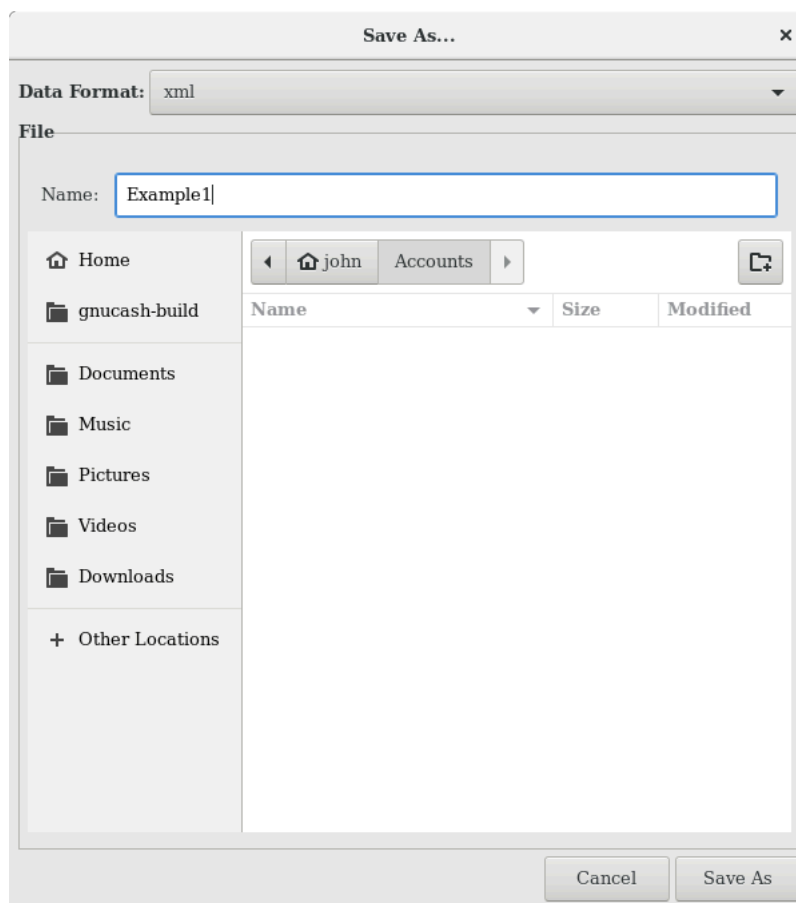 Save As...
Data Format: xml
File
Name: Example1
Home
john Accounts
gnucash-build
Name Size Modified
Documents
Music
Pictures
Videos
Downloads
Other Locations
Cancel Save As